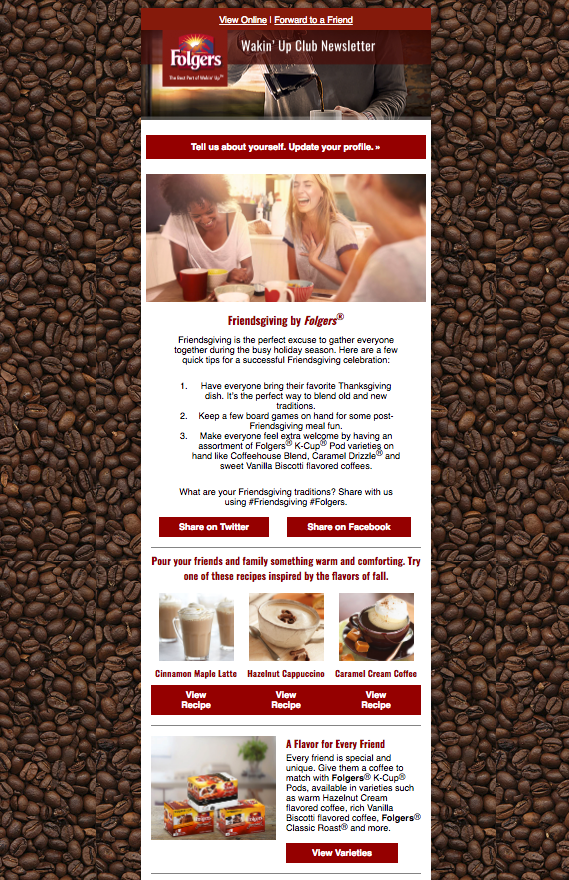 View Online | Forward to a Friend
Folgers
The Best Part of Wakin' Up™
Wakin' Up Club Newsletter
Tell us about yourself. Update your profile. »
Friendsgiving by Folgers®
Friendsgiving is the perfect excuse to gather everyone
together during the busy holiday season. Here are a few
quick tips for a successful Friendsgiving celebration:
1. Have everyone bring their favorite Thanksgiving
dish. It's the perfect way to blend old and new
traditions.
2. Keep a few board games on hand for some post-
Friendsgiving meal fun.
3. Make everyone feel extra welcome by having an
assortment of Folgers® K-Cup® Pod varieties on
hand like Coffeehouse Blend, Caramel Drizzle® and
sweet Vanilla Biscotti flavored coffees.
What are your Friendsgiving traditions? Share with us
using #Friendsgiving #Folgers.
Share on Twitter
Share on Facebook
Pour your friends and family something warm and comforting. Try
one of these recipes inspired by the flavors of fall.
Cinnamon Maple Latte
Hazelnut Cappuccino
Caramel Cream Coffee
View
Recipe
View
Recipe
View
Recipe
A Flavor for Every Friend
Every friend is special and
unique. Give them a coffee to
match with Folgers® K-Cup®
Pods, available in varieties such
as warm Hazelnut Cream
flavored coffee, rich Vanilla
Biscotti flavored coffee, Folgers®
Classic Roast® and more.
Folgers
View Varieties